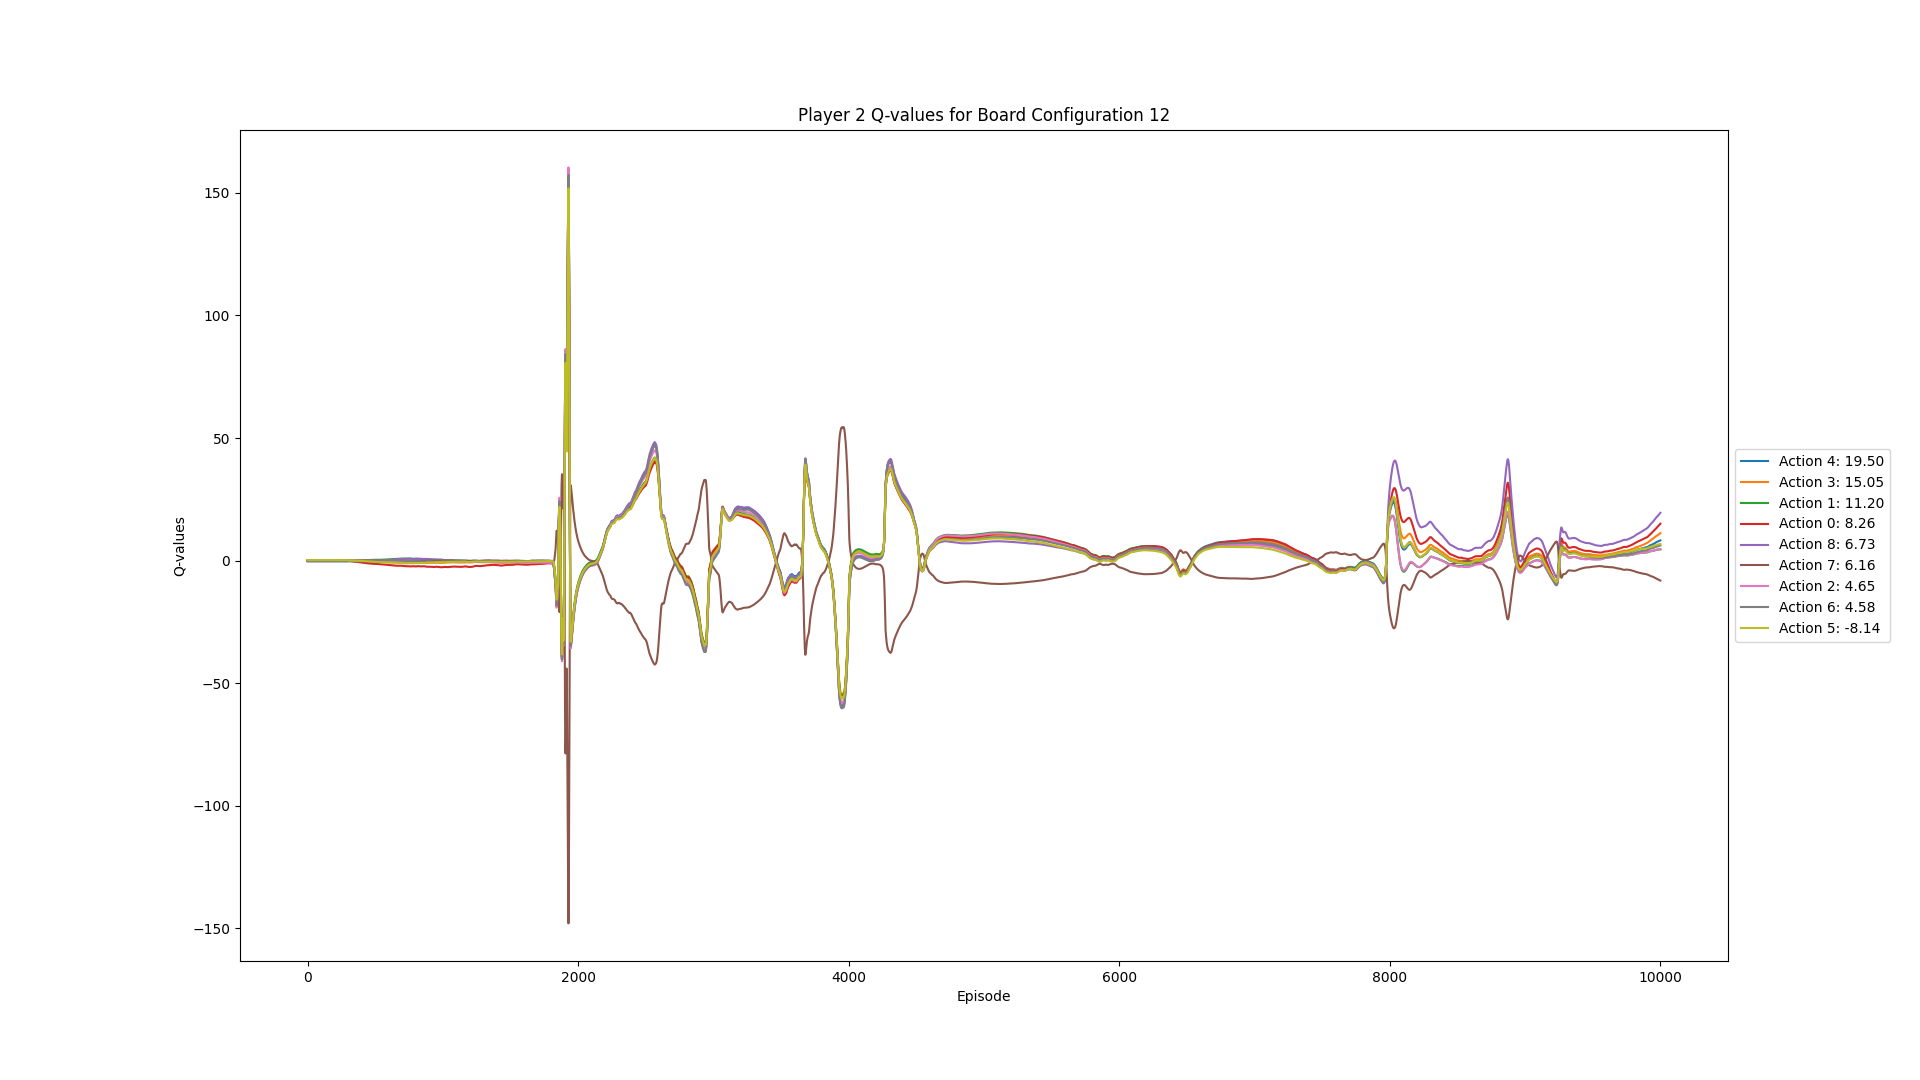 Player 2 Q-values for Board Configuration 12
150
100
50
0
−50
−100
−150
Q-values
0
2000
4000
6000
8000
10000
Episode
Action 4: 19.50
Action 3: 15.05
Action 1: 11.20
Action 0: 8.26
Action 8: 6.73
Action 7: 6.16
Action 2: 4.65
Action 6: 4.58
Action 5: -8.14